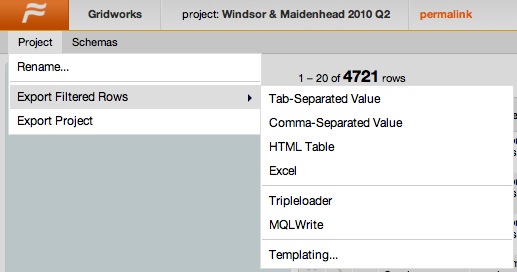 Gridworks project: Windsor & Maidenhead 2010 Q2 permalink
Project Schemas
Rename...
1 – 20 of 4721 rows
Export Filtered Rows
Tab-Separated Value
Export Project
Comma-Separated Value
HTML Table
Excel
Tripleloader
MQLWrite
Templating...